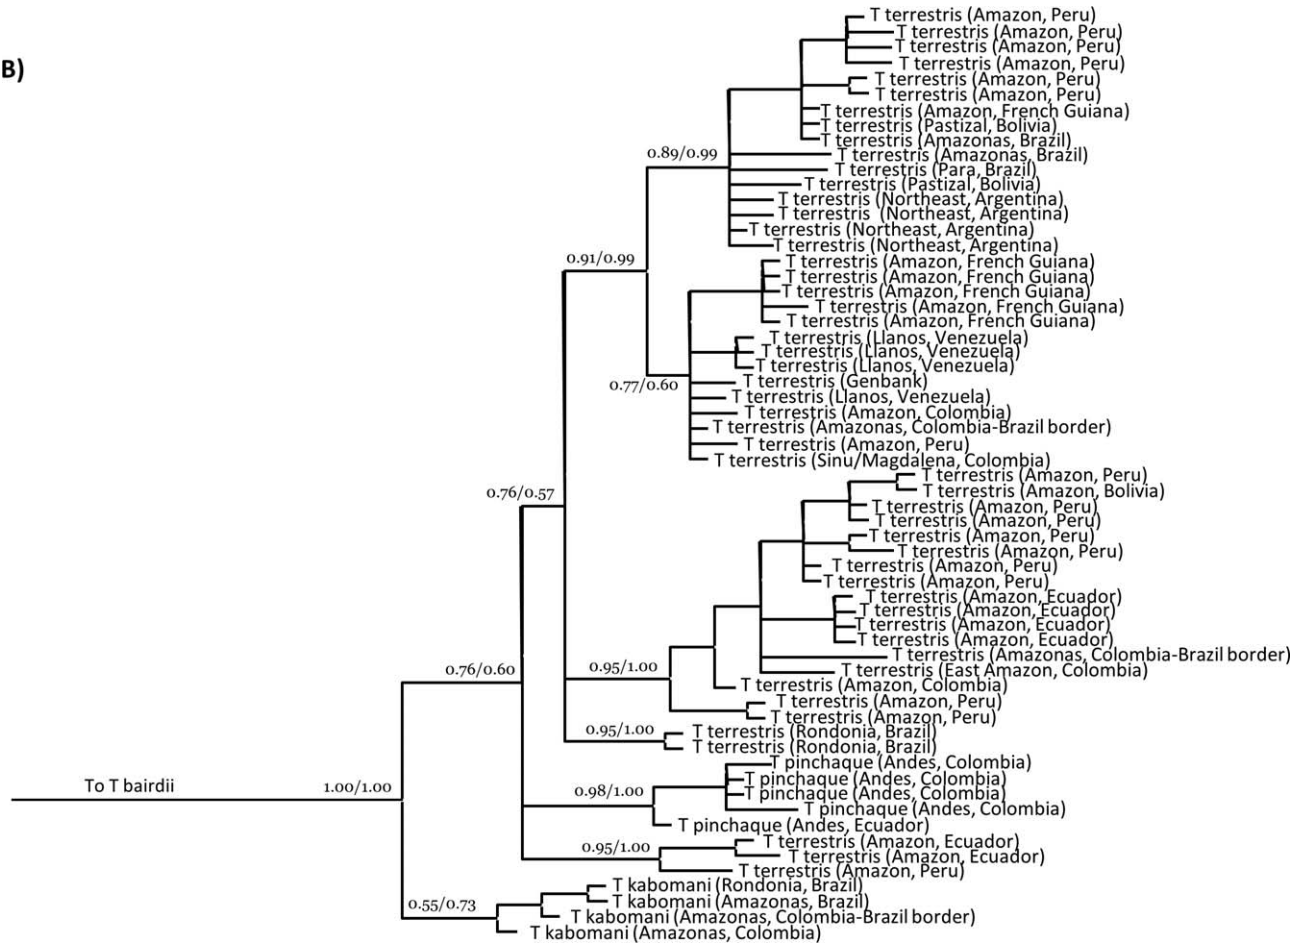 B)
T terrestris (Amazon, Peru)
T terrestris (Amazon, Peru)
T terrestris (Amazon, Peru)
T terrestris (Amazon, Peru)
T terrestris (Amazon, Peru)
T terrestris (Amazon, Peru)
T terrestris (Amazon, French Guiana)
T terrestris (Pastizal, Bolivia)
T terrestris (Amazonas, Brazil)
0.89/0.99
T terrestris (Amazonas, Brazil)
T terrestris (Para, Brazil)
T terrestris (Pastizal, Bolivia)
T terrestris (Northeast, Argentina)
T terrestris (Northeast, Argentina)
T terrestris (Northeast, Argentina)
T terrestris (Northeast, Argentina)
0.91/0.99
T terrestris (Amazon, French Guiana)
T terrestris (Amazon, French Guiana)
T terrestris (Amazon, French Guiana)
T terrestris (Amazon, French Guiana)
T terrestris (Amazon, French Guiana)
T terrestris (Llanos, Venezuela)
T terrestris (Llanos, Venezuela)
T terrestris (Llanos, Venezuela)
0.77/0.60
T terrestris (Genbank)
T terrestris (Llanos, Venezuela)
T terrestris (Amazon, Colombia)
T terrestris (Amazonas, Colombia-Brazil border)
T terrestris (Amazon, Peru)
T terrestris (Sinu/Magdalena, Colombia)
T terrestris (Amazon, Peru)
0.76/0.57
T terrestris (Amazon, Bolivia)
T terrestris (Amazon, Peru)
T terrestris (Amazon, Peru)
T terrestris (Amazon, Peru)
T terrestris (Amazon, Peru)
T terrestris (Amazon, Peru)
T terrestris (Amazon, Peru)
T terrestris (Amazon, Ecuador)
T terrestris (Amazon, Ecuador)
T terrestris (Amazon, Ecuador)
T terrestris (Amazon, Ecuador)
T terrestris (Amazonas, Colombia-Brazil border)
0.76/0.60
0.95/1.00
T terrestris (East Amazon, Colombia)
T terrestris (Amazon, Colombia)
T terrestris (Amazon, Peru)
T terrestris (Amazon, Peru)
0.95/1.00
T terrestris (Rondonia, Brazil)
T terrestris (Rondonia, Brazil)
T pinchaque (Andes, Colombia)
T pinchaque (Andes, Colombia)
To T bairdii
1.00/1.00
0.98/1.00
T pinchaque (Andes, Colombia)
T pinchaque (Andes, Colombia)
T pinchaque (Andes, Ecuador)
0.95/1.00
T terrestris (Amazon, Ecuador)
T terrestris (Amazon, Ecuador)
T terrestris (Amazon, Peru)
T kabomani (Rondonia, Brazil)
0.55/0.73
T kabomani (Amazonas, Brazil)
T kabomani (Amazonas, Colombia-Brazil border)
T kabomani (Amazonas, Colombia)